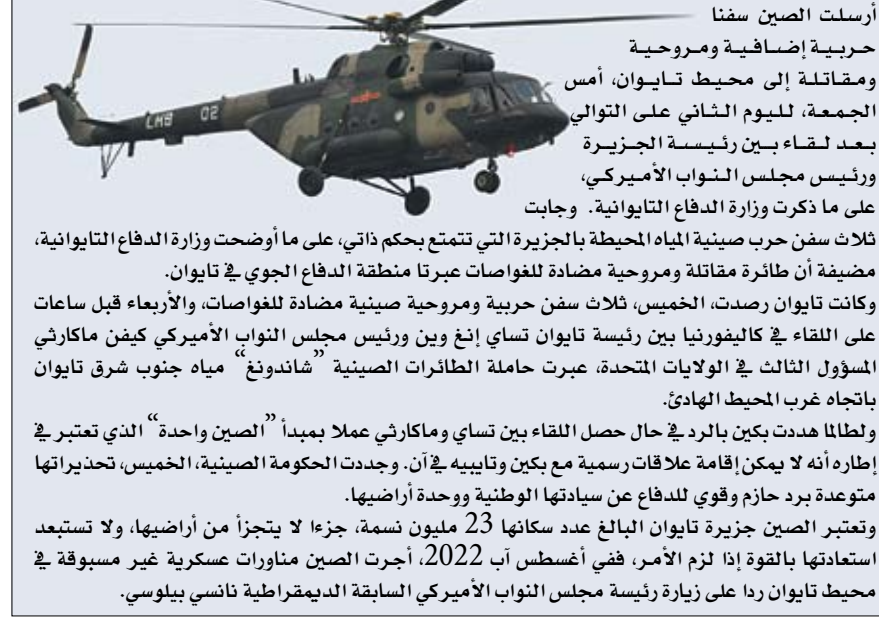 أرسلت الصين سفنا
حربية إضافية ومروحية
ومقاتلة إلى محيط تايوان، أمس
الجمعة، لليوم الثاني على التوالي
بعد لقاء بين رئيسة الجزيرة
ورئيس مجلس النواب الأميركي،
على ما ذكرت وزارة الدفاع التايوانية. وجابت
ثلاث سفن حرب صينية المياه المحيطة بالجزيرة التي تتمتع بحكم ذاتي، على ما أوضحت وزارة الدفاع التايوانية،
مضيفة أن طائرة مقاتلة ومروحية مضادة للغواصات عبرتا منطقة الدفاع الجوي في تايوان.
وكانت تايوان رصدت، الخميس، ثلاث سفن حربية ومروحية صينية مضادة للغواصات، والأربعاء قبل ساعات
على اللقاء في كاليفورنيا بين رئيسة تايوان تساي إنغ وين ورئيس مجلس النواب الأميركي كيفن ماكارثي
المسؤول الثالث في الولايات المتحدة، عبرت حاملة الطائرات الصينية “شاندونغ” مياه جنوب شرق تايوان
باتجاه غرب المحيط الهادئ.
ولطالما هددت بكين بالرد في حال حصل اللقاء بين تساي وماكارثي عملا بمبدأ “الصين واحدة” الذي تعتبر في
إطاره أنه لا يمكن إقامة علاقات رسمية مع بكين وتايبيه في آن. وجددت الحكومة الصينية، الخميس، تحذيراتها
متوعدة برد حازم وقوي للدفاع عن سيادتها الوطنية ووحدة أراضيها.
وتعتبر الصين جزيرة تايوان البالغ عدد سكانها 23 مليون نسمة، جزءا لا يتجزأ من أراضيها، ولا تستبعد
استعادتها بالقوة إذا لزم الأمر، ففي أغسطس آب 2022، أجرت الصين مناورات عسكرية غير مسبوقة في
محيط تايوان ردا على زيارة رئيسة مجلس النواب الأميركي السابقة الديمقراطية نانسي بيلوسي.
LH9 02